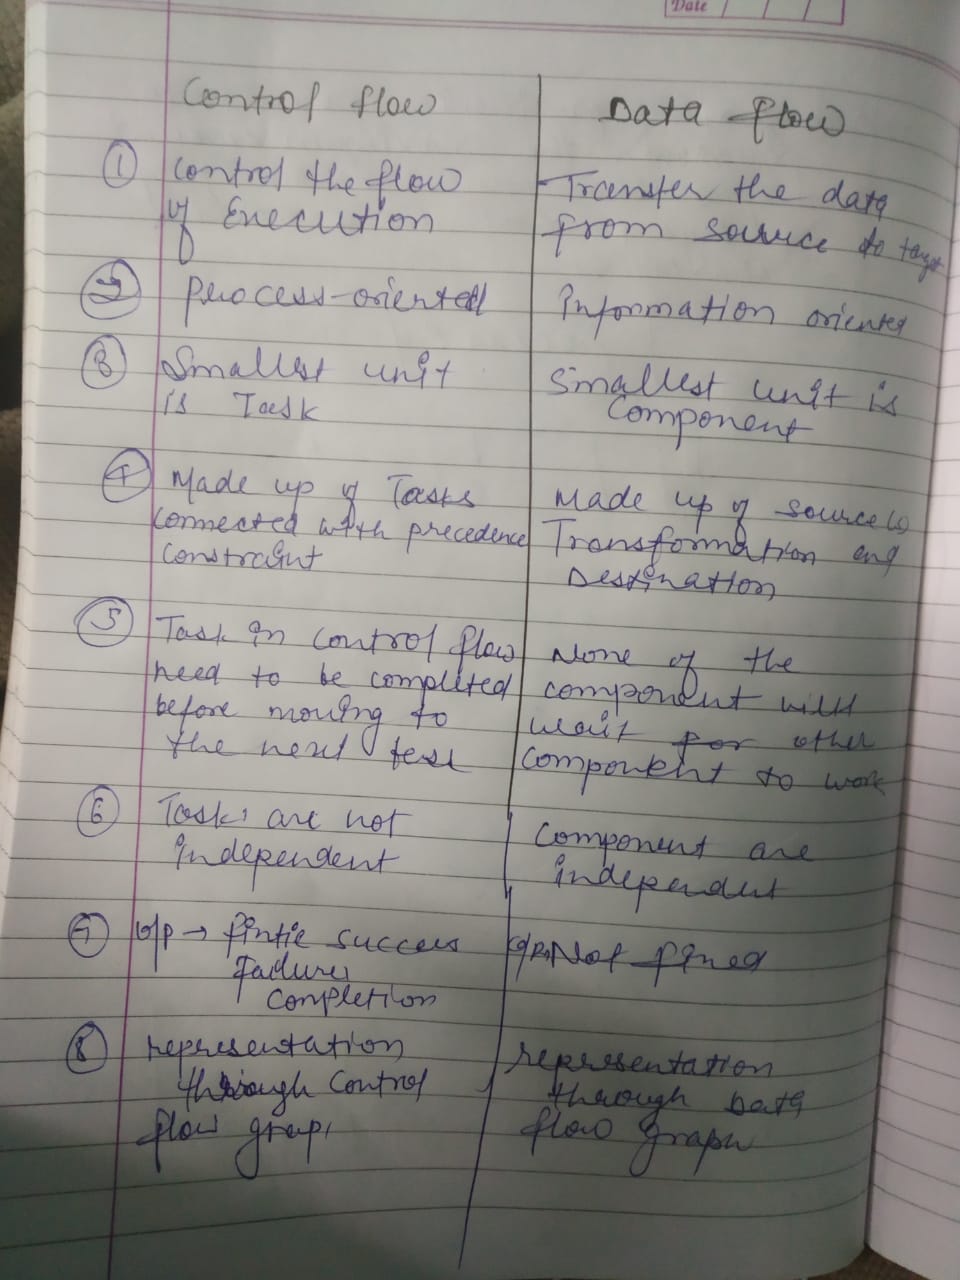 Date
Control flow
Data flow
① Control the flow
of Execution
Transfer the data
from source to
② process-oriented
Information oriented
③ Smallest unit
is Task
Smallest unit is
Component
④ Made up of Tasks
connected with precedence
constraint
Made up of source
Transformation and
Destination
⑤ Task in control flow
need to be completed
before moving to
the next
None of the
component will
wait for other
component to work
⑥ Tasks are not
independent
Component are
independent
⑦ o/p → success
Failure
completion
Not
⑧ representation
through control
flow
representation
through Data
flow graph